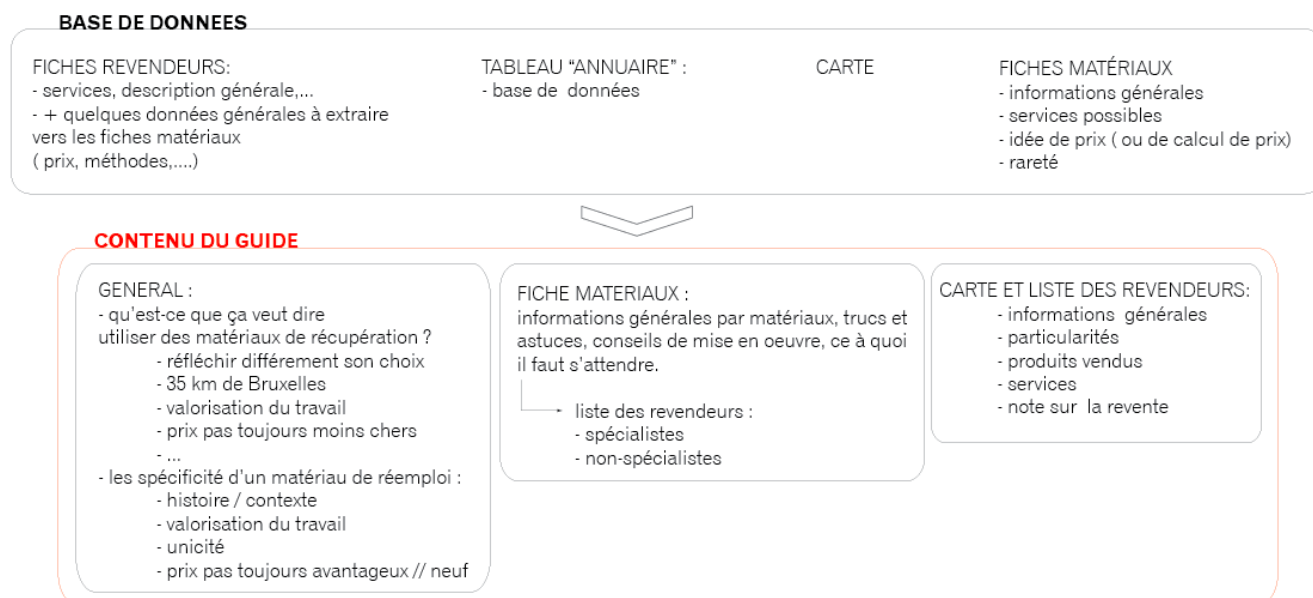 BASE DE DONNEES
FICHES REVENDEURS:
- services, description générale,...
- + quelques données générales à extraire
vers les fiches matériaux
( prix, méthodes,....)
TABLEAU “ANNUAIRE” :
- base de données
CARTE
FICHES MATÉRIAUX
- informations générales
- services possibles
- idée de prix ( ou de calcul de prix)
- rareté
CONTENU DU GUIDE
GENERAL :
- qu’est-ce que ça veut dire
utiliser des matériaux de récupération ?
- réfléchir différement son choix
- 35 km de Bruxelles
- valorisation du travail
- prix pas toujours moins chers
- ...
- les spécificité d’un matériau de réemploi :
- histoire / contexte
- valorisation du travail
- unicité
- prix pas toujours avantageux // neuf
FICHE MATERIAUX :
informations générales par matériaux, trucs et
astuces, conseils de mise en oeuvre, ce à quoi
il faut s’attendre.
liste des revendeurs :
- spécialistes
- non-spécialistes
CARTE ET LISTE DES REVENDEURS:
- informations générales
- particularités
- produits vendus
- services
- note sur la revente